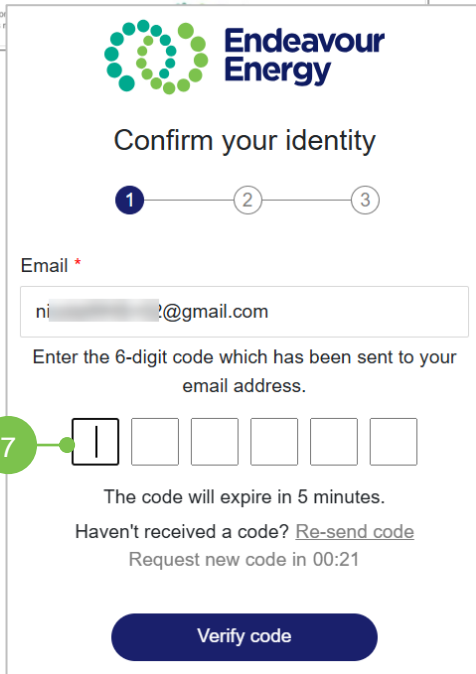 Endeavour
Energy
Confirm your identity
1 2 3
Email *
ni 2@gmail.com
Enter the 6-digit code which has been sent to your
email address.
7
The code will expire in 5 minutes.
Haven't received a code? Re-send code
Request new code in 00:21
Verify code